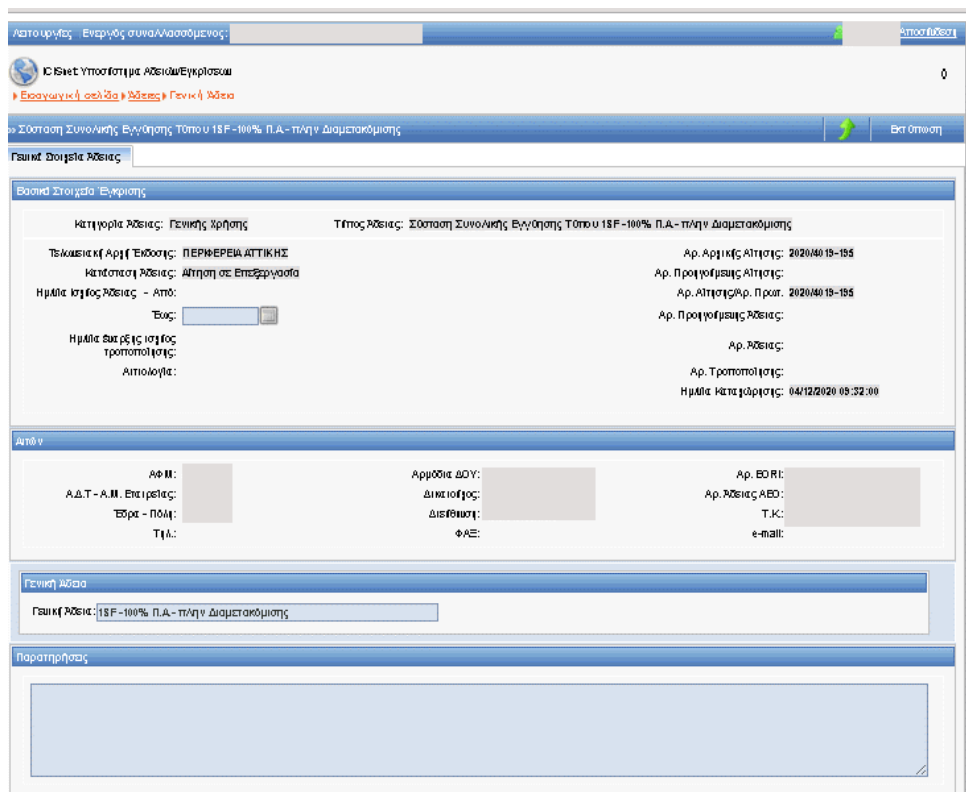 Λειτουργίες Ενεργός συναλλασσόμενος: Αποσύνδεση
ICISnet: Υποσύστημα Αδειών/Εγκρίσεων 0
Εισαγωγική σελίδα Άδειες Γενική Άδεια
»» Σύσταση Συνολικής Εγγύησης Τύπου 1SF-100% Π.Α.- πλην Διαμετακόμισης Εκτύπωση
Γενικά Στοιχεία Άδειας
Βασικά Στοιχεία Έγκρισης
Κατηγορία Άδειας: Γενικής Χρήσης Τύπος Άδειας: Σύσταση Συνολικής Εγγύησης Τύπου 1SF-100% Π.Α.- πλην Διαμετακόμισης
Τελωνειακή Αρχή Έκδοσης: ΠΕΡΙΦΕΡΕΙΑ ΑΤΤΙΚΗΣ Αρ. Αρχικής Αίτησης: 2020/4019-195
Κατάσταση Άδειας: Αίτηση σε Επεξεργασία Αρ. Προηγούμενης Αίτησης:
Ημ/νία Ισχύος Άδειας - Από: Αρ. Αίτησης/Αρ. Πρωτ. 2020/4019-195
Έως: Αρ. Προηγούμενης Άδειας:
Ημ/νία έναρξης ισχύος τροποποίησης: Αρ. Άδειας:
Αιτιολογία: Αρ. Τροποποίησης:
Ημ/νία Καταχώρισης: 04/12/2020 09:32:00
Αιτών
ΑΦΜ: Αρμόδια ΔΟΥ: Αρ. EORI:
Α.Δ.Τ - Α.Μ. Εταιρείας: Δικαιούχος: Αρ. Άδειας ΑΕΟ:
Έδρα - Πόλη: Διεύθυνση: Τ.Κ.:
Τηλ.: ΦΑΞ: e-mail:
Γενική Άδεια
Γενική Άδεια: 1SF-100% Π.Α.- πλην Διαμετακόμισης
Παρατηρήσεις